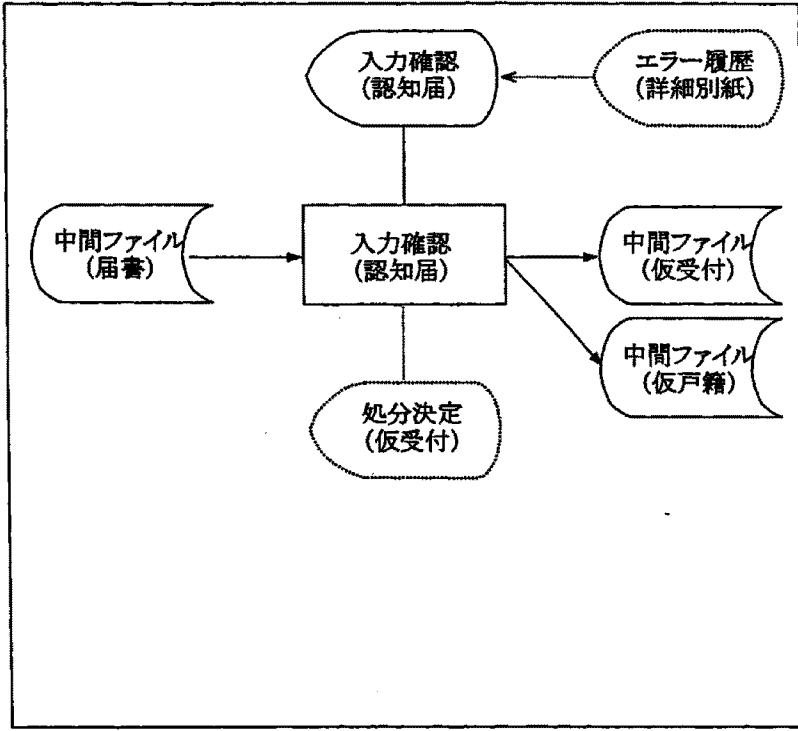 入力確認
(認知届)
エラー履歴
(詳細別紙)
中間ファイル
(届書)
入力確認
(認知届)
中間ファイル
(仮受付)
中間ファイル
(仮戸籍)
処分決定
(仮受付)